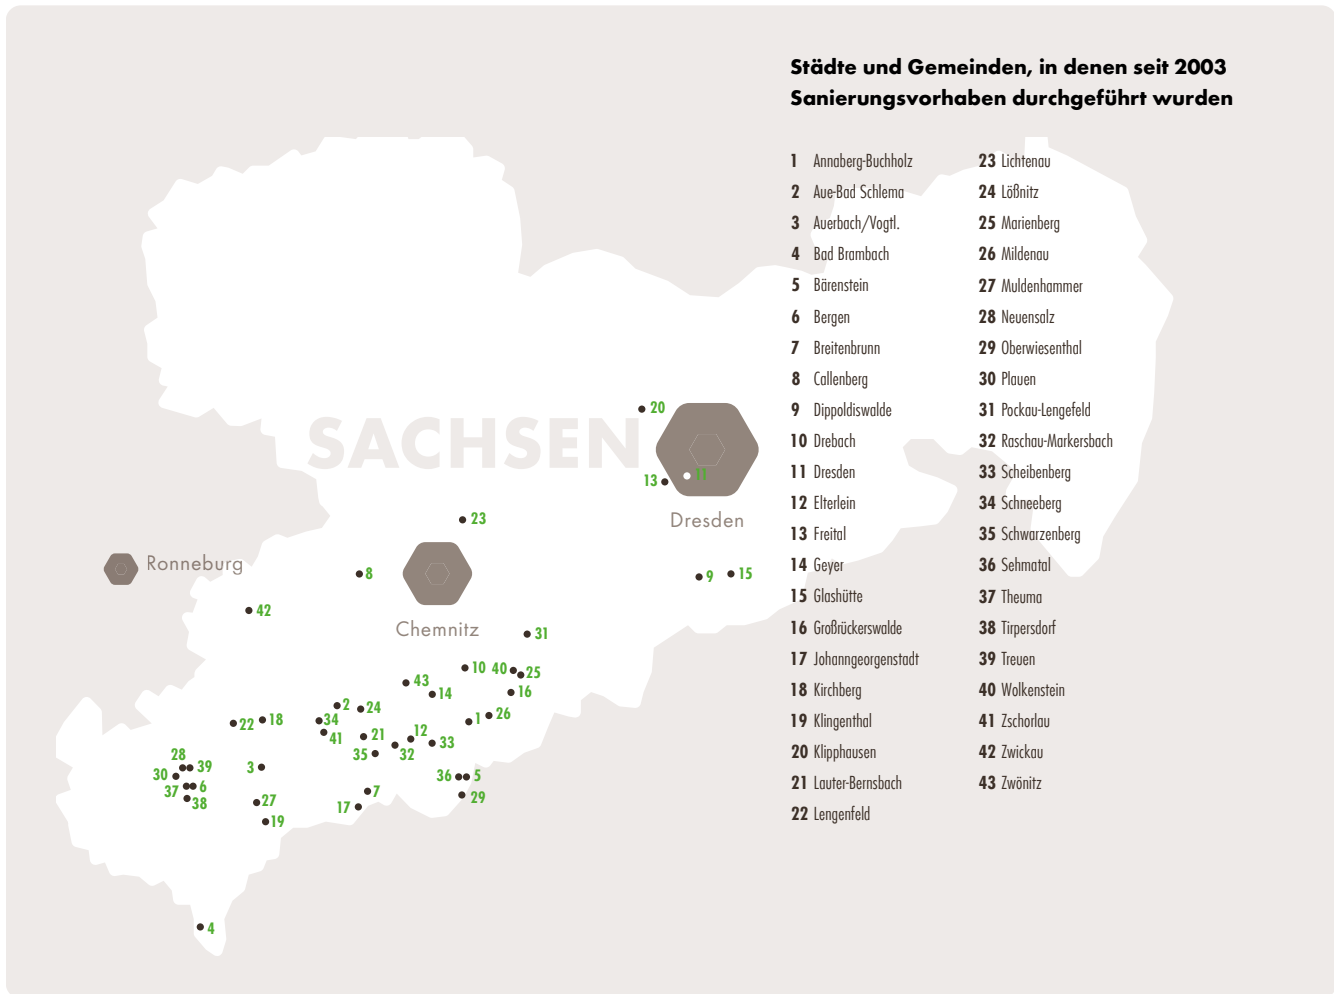 Städte und Gemeinden, in denen seit 2003
Sanierungsvorhaben durchgeführt wurden
1 Annaberg-Buchholz
2 Aue-Bad Schlema
3 Auerbach/Vogtl.
4 Bad Brambach
5 Bärenstein
6 Bergen
7 Breitenbrunn
8 Callenberg
9 Dippoldiswalde
10 Drebach
11 Dresden
12 Elterlein
13 Freital
14 Geyer
15 Glashütte
16 Großrückerswalde
17 Johanngeorgenstadt
18 Kirchberg
19 Klingenthal
20 Klipphausen
21 Lauter-Bernsbach
22 Lengenfeld
23 Lichtenau
24 Lößnitz
25 Marienberg
26 Mildenau
27 Muldenhammer
28 Neuensalz
29 Oberwiesenthal
30 Plauen
31 Pockau-Lengefeld
32 Raschau-Markersbach
33 Scheibenberg
34 Schneeberg
35 Schwarzenberg
36 Sehmatal
37 Theuma
38 Tirpersdorf
39 Treuen
40 Wolkenstein
41 Zschorlau
42 Zwickau
43 Zwönitz
20
SACHSEN
11
13
Dresden
23
Ronneburg
8
9
15
42
Chemnitz
31
10
40
25
43
14
16
2
24
26
34
1
22
18
41
21
12
33
35
32
28
39
3
30
36
5
37
6
7
29
38
27
17
19
4